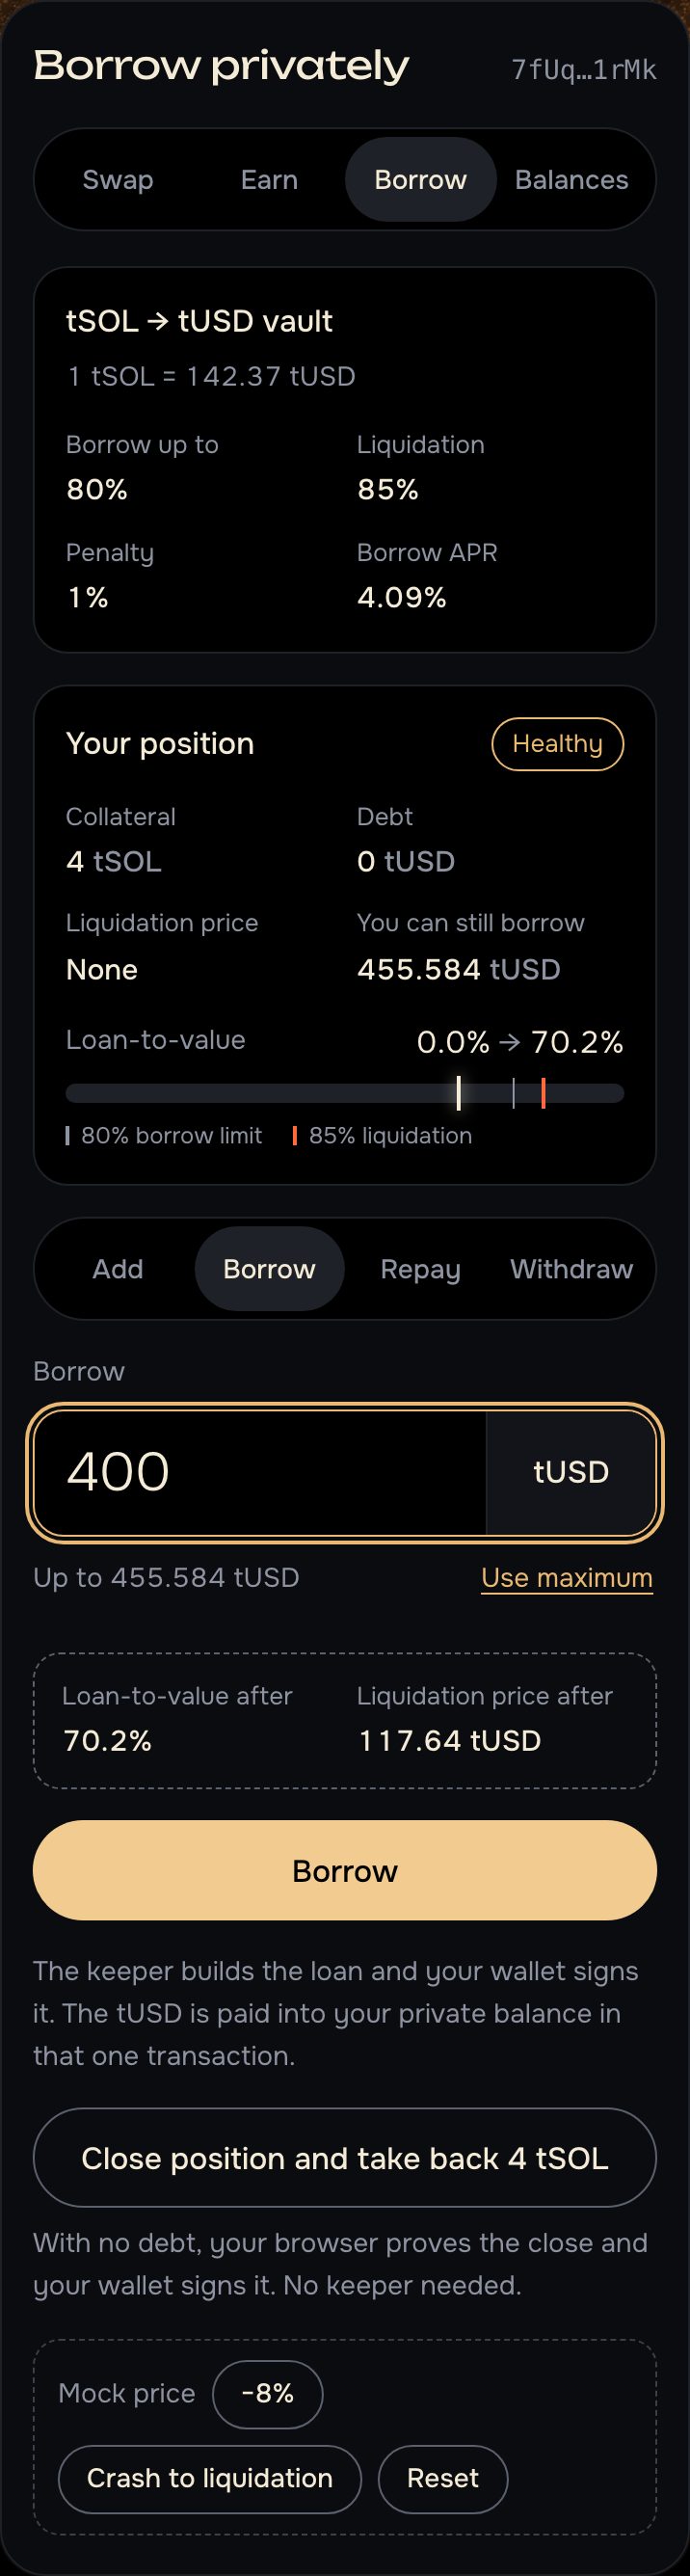 Borrow privately 7fUq…1rMk
Swap Earn Borrow Balances
tSOL → tUSD vault
1 tSOL = 142.37 tUSD
Borrow up to Liquidation
80% 85%
Penalty Borrow APR
1% 4.09%
Your position Healthy
Collateral Debt
4 tSOL 0 tUSD
Liquidation price You can still borrow
None 455.584 tUSD
Loan-to-value 0.0% → 70.2%
80% borrow limit 85% liquidation
Add Borrow Repay Withdraw
Borrow
400 tUSD
Up to 455.584 tUSD Use maximum
Loan-to-value after Liquidation price after
70.2% 117.64 tUSD
Borrow
The keeper builds the loan and your wallet signs
it. The tUSD is paid into your private balance in
that one transaction.
Close position and take back 4 tSOL
With no debt, your browser proves the close and
your wallet signs it. No keeper needed.
Mock price −8%
Crash to liquidation Reset